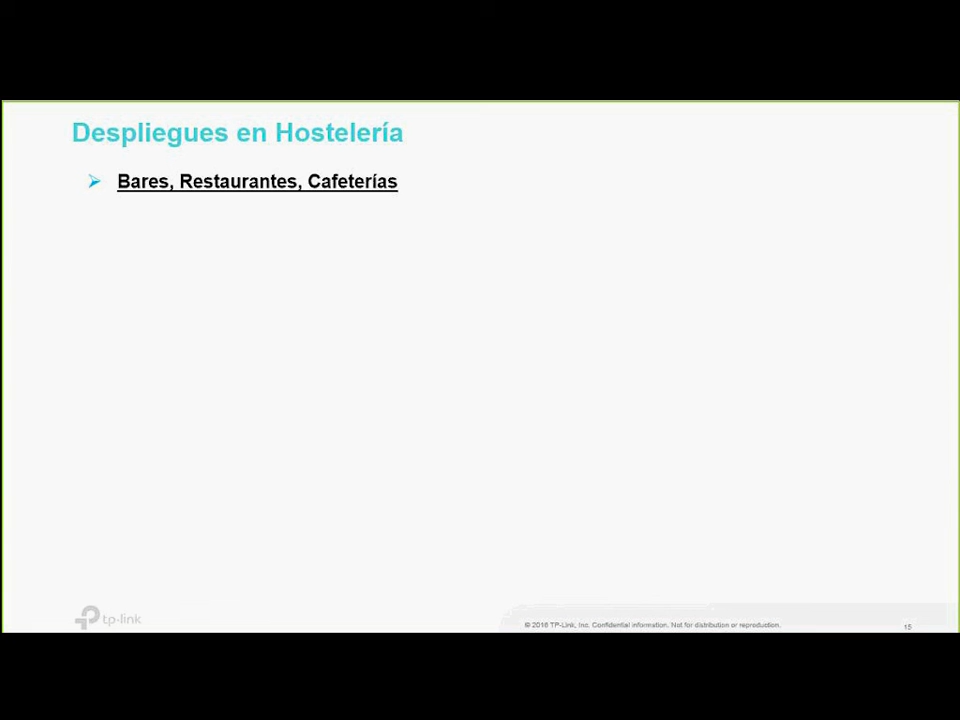 Despliegues en Hostelería
Bares, Restaurantes, Cafeterías
tp-link
© 2016 TP-Link, Inc. Confidential information. Not for distribution or reproduction.
15